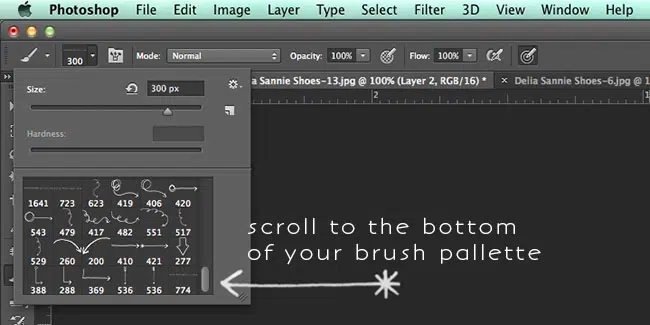 Photoshop File Edit Image Layer Type Select Filter 3D View Window Help
300 Mode: Normal Opacity: 100% Flow: 100%
a Sannie Shoes-13.jpg @ 100% (Layer 2, RGB/16) * × Delia Sannie Shoes-6.jpg @ 1
Size: 300 px
2
Hardness:
1641 723 623 419 406 420
543 479 417 482 551 517
529 260 200 410 421 277
388 288 369 536 536 774
scroll to the bottom
of your brush pallette